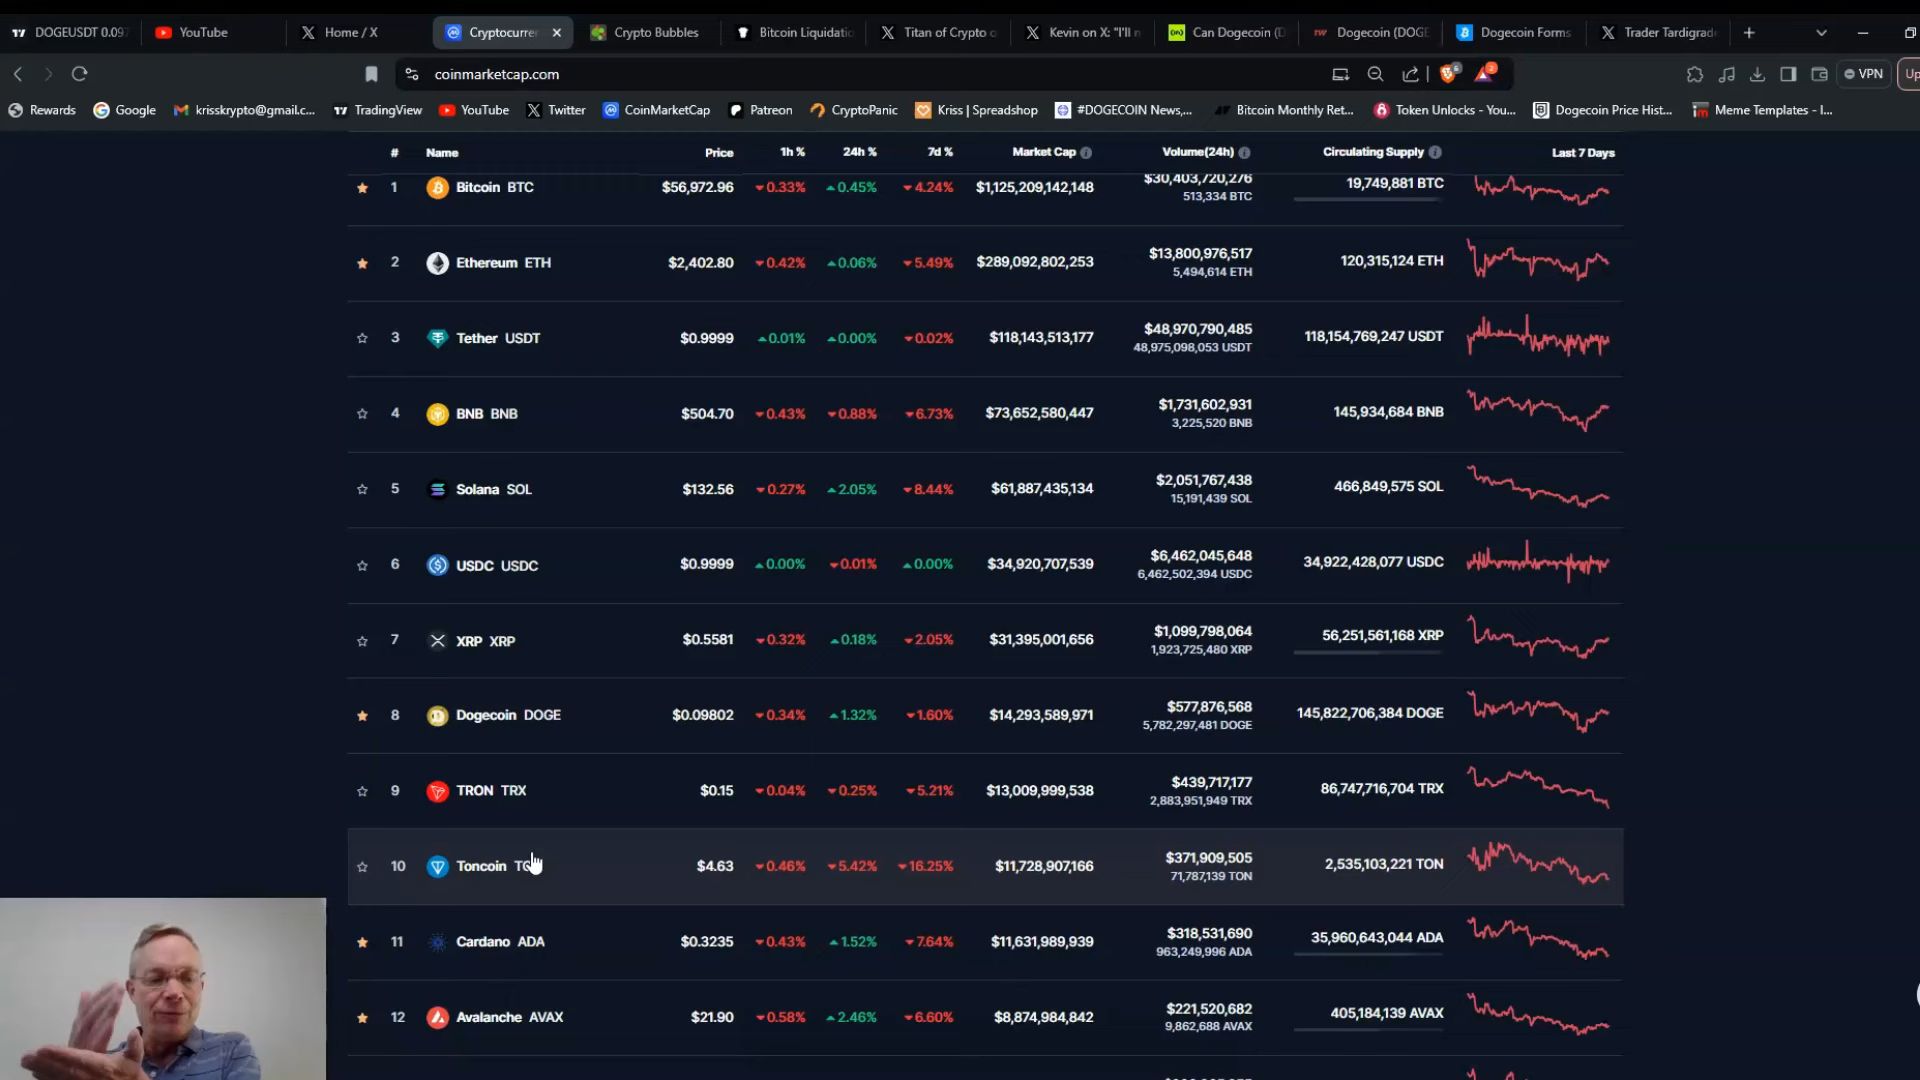 DOGEUSDT 0.09
YouTube
Home / X
Cryptocurre
Crypto Bubbles
Bitcoin Liquidatio
Titan of Crypto o
Kevin on X: "I'll n
Can Dogecoin (D
Dogecoin (DOGE
Dogecoin Forms
Trader Tardigrad
coinmarketcap.com
6
2
VPN
Up
Rewards
Google
krisskrypto@gmail.c...
TradingView
YouTube
Twitter
CoinMarketCap
Patreon
CryptoPanic
Kriss | Spreadshop
#DOGECOIN News,...
Bitcoin Monthly Ret...
Token Unlocks - You...
Dogecoin Price Hist...
Meme Templates - I...
# Name Price 1h % 24h % 7d % Market Cap Volume(24h) Circulating Supply Last 7 Days
1 Bitcoin BTC $56,972.96 0.33% 0.45% 4.24% $1,125,209,142,148 $30,403,720,276 19,749,881 BTC
513,334 BTC
2 Ethereum ETH $2,402.80 0.42% 0.06% 5.49% $289,092,802,253 $13,800,976,517 120,315,124 ETH
5,494,614 ETH
3 Tether USDT $0.9999 0.01% 0.00% 0.02% $118,143,513,177 $48,970,790,485 118,154,769,247 USDT
48,975,098,053 USDT
4 BNB BNB $504.70 0.43% 0.88% 6.73% $73,652,580,447 $1,731,602,931 145,934,684 BNB
3,225,520 BNB
5 Solana SOL $132.56 0.27% 2.05% 8.44% $61,887,435,134 $2,051,767,438 466,849,575 SOL
15,191,439 SOL
6 USDC USDC $0.9999 0.00% 0.01% 0.00% $34,920,707,539 $6,462,045,648 34,922,428,077 USDC
6,462,502,394 USDC
7 XRP XRP $0.5581 0.32% 0.18% 2.05% $31,395,001,656 $1,099,798,064 56,251,561,168 XRP
1,923,725,480 XRP
8 Dogecoin DOGE $0.09802 0.34% 1.32% 1.60% $14,293,589,971 $577,876,568 145,822,706,384 DOGE
5,782,297,481 DOGE
9 TRON TRX $0.15 0.04% 0.25% 5.21% $13,009,999,538 $439,717,177 86,747,716,704 TRX
2,883,951,949 TRX
10 Toncoin $4.63 0.46% 5.42% 16.25% $11,728,907,166 $371,909,505 2,535,103,221 TON
71,787,139 TON
11 Cardano ADA $0.3235 0.43% 1.52% 7.64% $11,631,989,939 $318,531,690 35,960,643,044 ADA
963,249,996 ADA
12 Avalanche AVAX $21.90 0.58% 2.46% 6.60% $8,874,984,842 $221,520,682 405,184,139 AVAX
9,862,688 AVAX